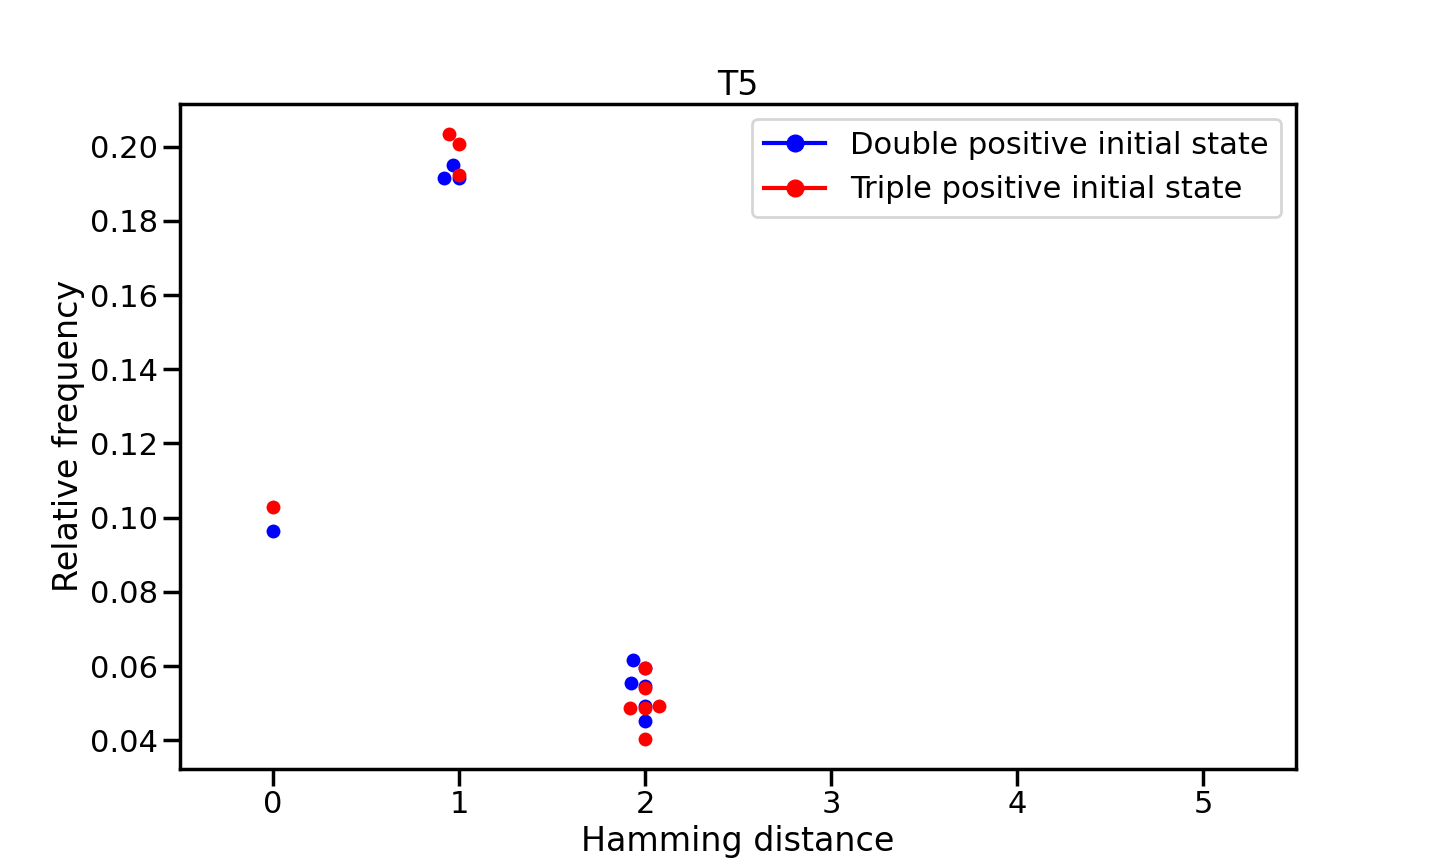 T5
Double positive initial state
Triple positive initial state
Relative frequency
0.20
0.18
0.16
0.14
0.12
0.10
0.08
0.06
0.04
0 1 2 3 4 5
Hamming distance